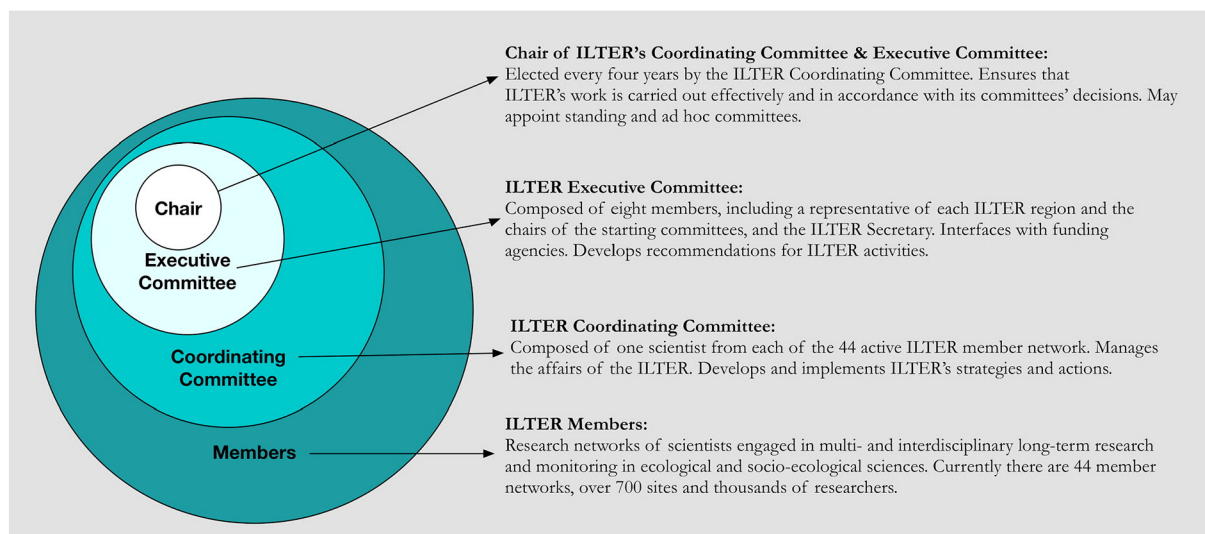 Chair of ILTER's Coordinating Committee & Executive Committee:
Elected every four years by the ILTER Coordinating Committee. Ensures that
ILTER's work is carried out effectively and in accordance with its committees' decisions. May
appoint standing and ad hoc committees.
ILTER Executive Committee:
Composed of eight members, including a representative of each ILTER region and the
chairs of the starting committees, and the ILTER Secretary. Interfaces with funding
agencies. Develops recommendations for ILTER activities.
ILTER Coordinating Committee:
Composed of one scientist from each of the 44 active ILTER member network. Manages
the affairs of the ILTER. Develops and implements ILTER's strategies and actions.
ILTER Members:
Research networks of scientists engaged in multi- and interdisciplinary long-term research
and monitoring in ecological and socio-ecological sciences. Currently there are 44 member
networks, over 700 sites and thousands of researchers.
Chair
Executive
Committee
Coordinating
Committee
Members